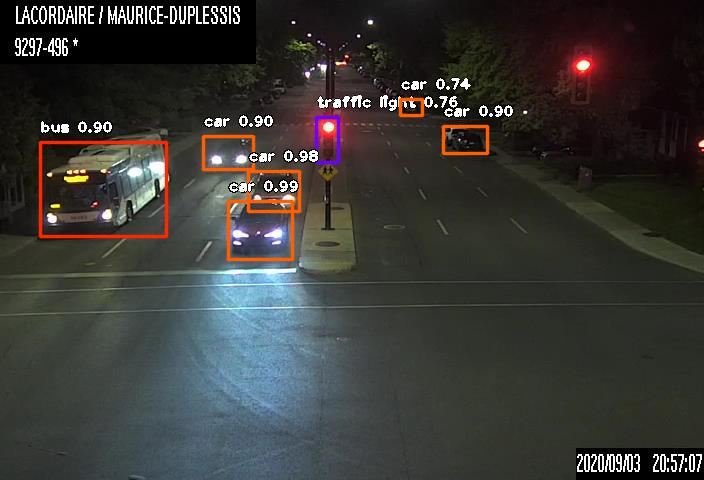 LACORDAIRE / MAURICE-DUPLESSIS
9297-496 *
car 0.74
traffic light 0.76
car 0.90
car 0.90
bus 0.90
car 0.98
car 0.99
2020/09/03 20:57:07